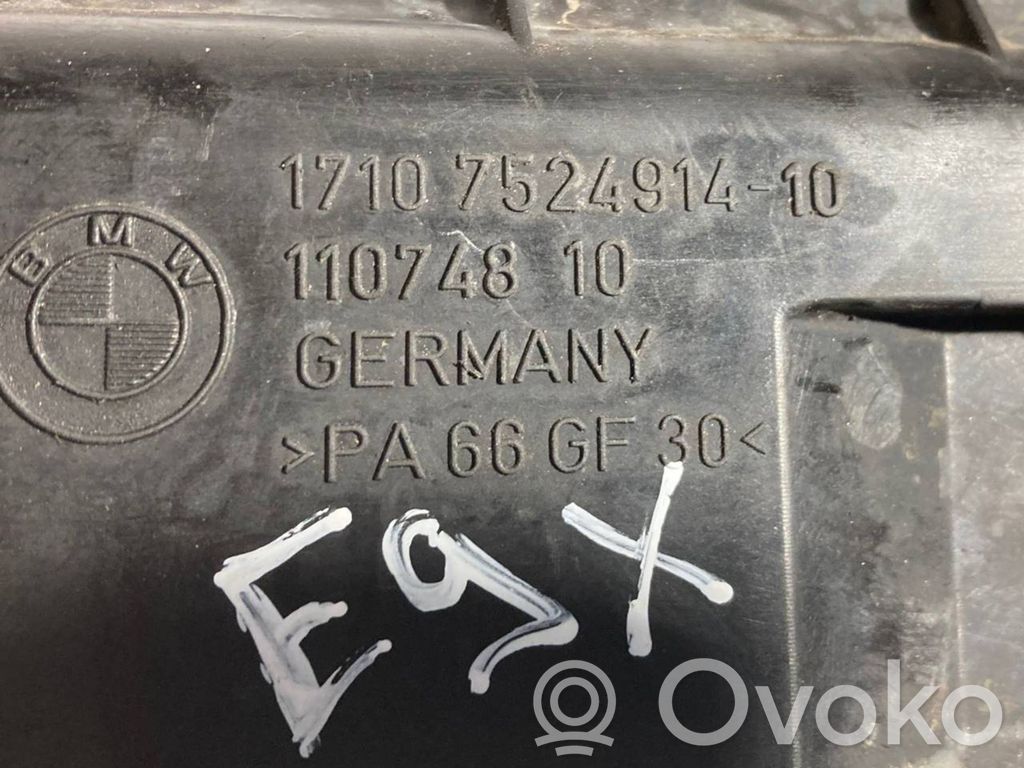 BMW
1710 7524914-10
110748 10
GERMANY
>PA 66 GF 30<
E9X
Ovoko